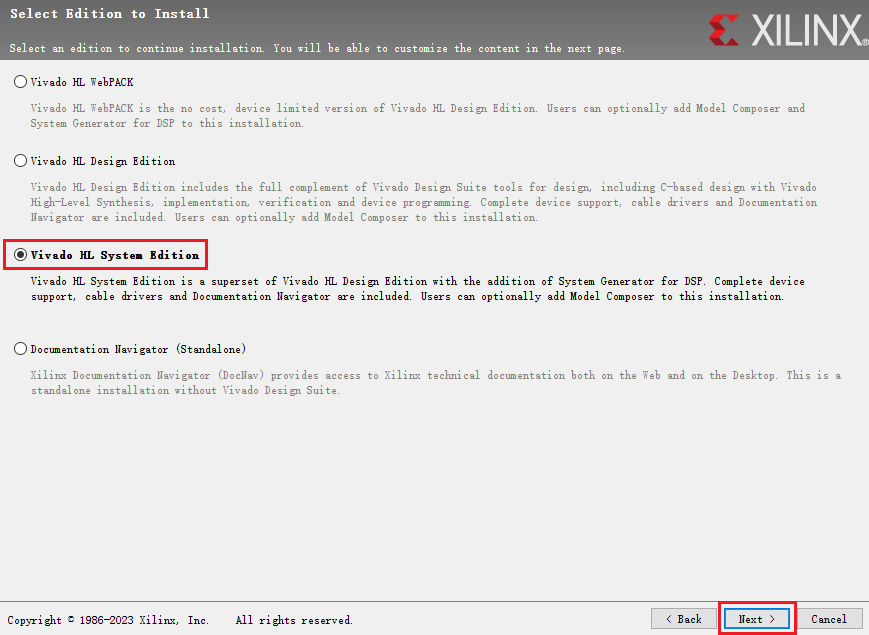 Select Edition to Install
XILINX®
Select an edition to continue installation. You will be able to customize the content in the next page.
Vivado HL WebPACK
Vivado HL WebPACK is the no cost, device limited version of Vivado HL Design Edition. Users can optionally add Model Composer and
System Generator for DSP to this installation.
Vivado HL Design Edition
Vivado HL Design Edition includes the full complement of Vivado Design Suite tools for design, including C-based design with Vivado
High-Level Synthesis, implementation, verification and device programming. Complete device support, cable drivers and Documentation
Navigator are included. Users can optionally add Model Composer to this installation.
Vivado HL System Edition
Vivado HL System Edition is a superset of Vivado HL Design Edition with the addition of System Generator for DSP. Complete device
support, cable drivers and Documentation Navigator are included. Users can optionally add Model Composer to this installation.
Documentation Navigator (Standalone)
Xilinx Documentation Navigator (DocNav) provides access to Xilinx technical documentation both on the Web and on the Desktop. This is a
standalone installation without Vivado Design Suite.
Copyright © 1986-2023 Xilinx, Inc. All rights reserved.
< Back
Next >
Cancel